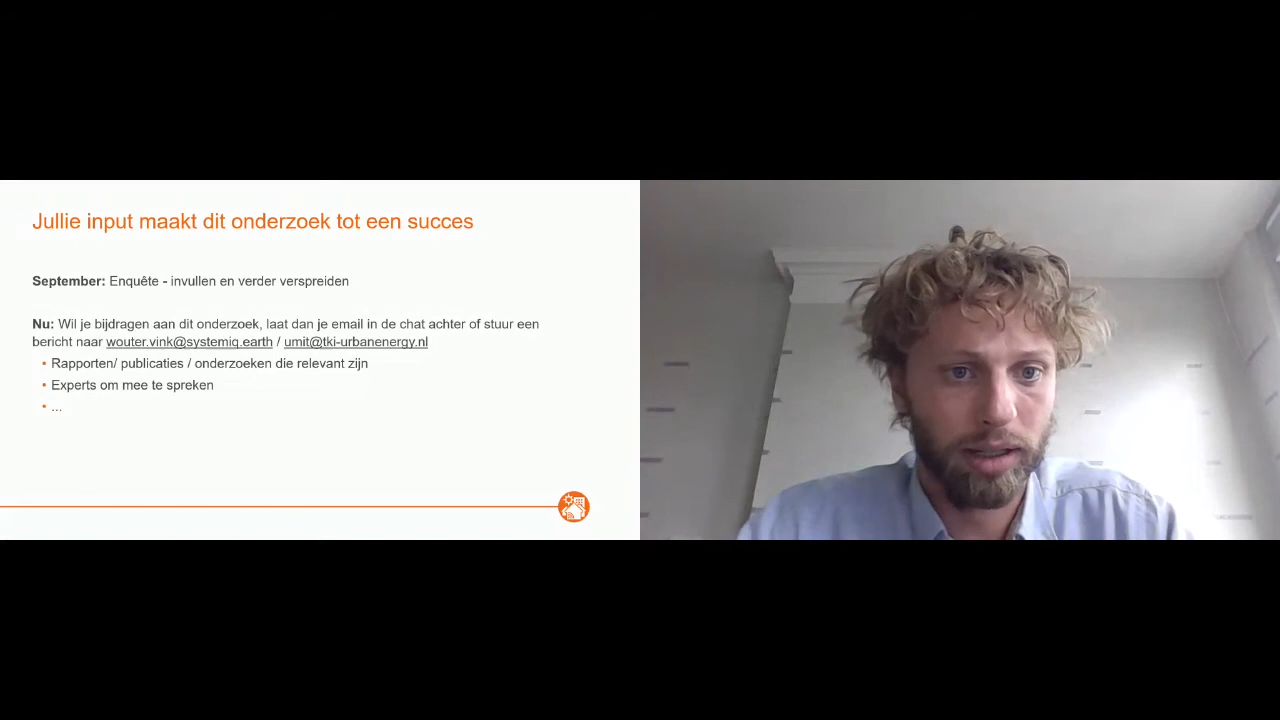 Jullie input maakt dit onderzoek tot een succes
September: Enquête - invullen en verder verspreiden
Nu: Wil je bijdragen aan dit onderzoek, laat dan je email in de chat achter of stuur een
bericht naar wouter.vink@systemiq.earth / umit@tki-urbanenergy.nl
• Rapporten/ publicaties / onderzoeken die relevant zijn
• Experts om mee te spreken
• ...